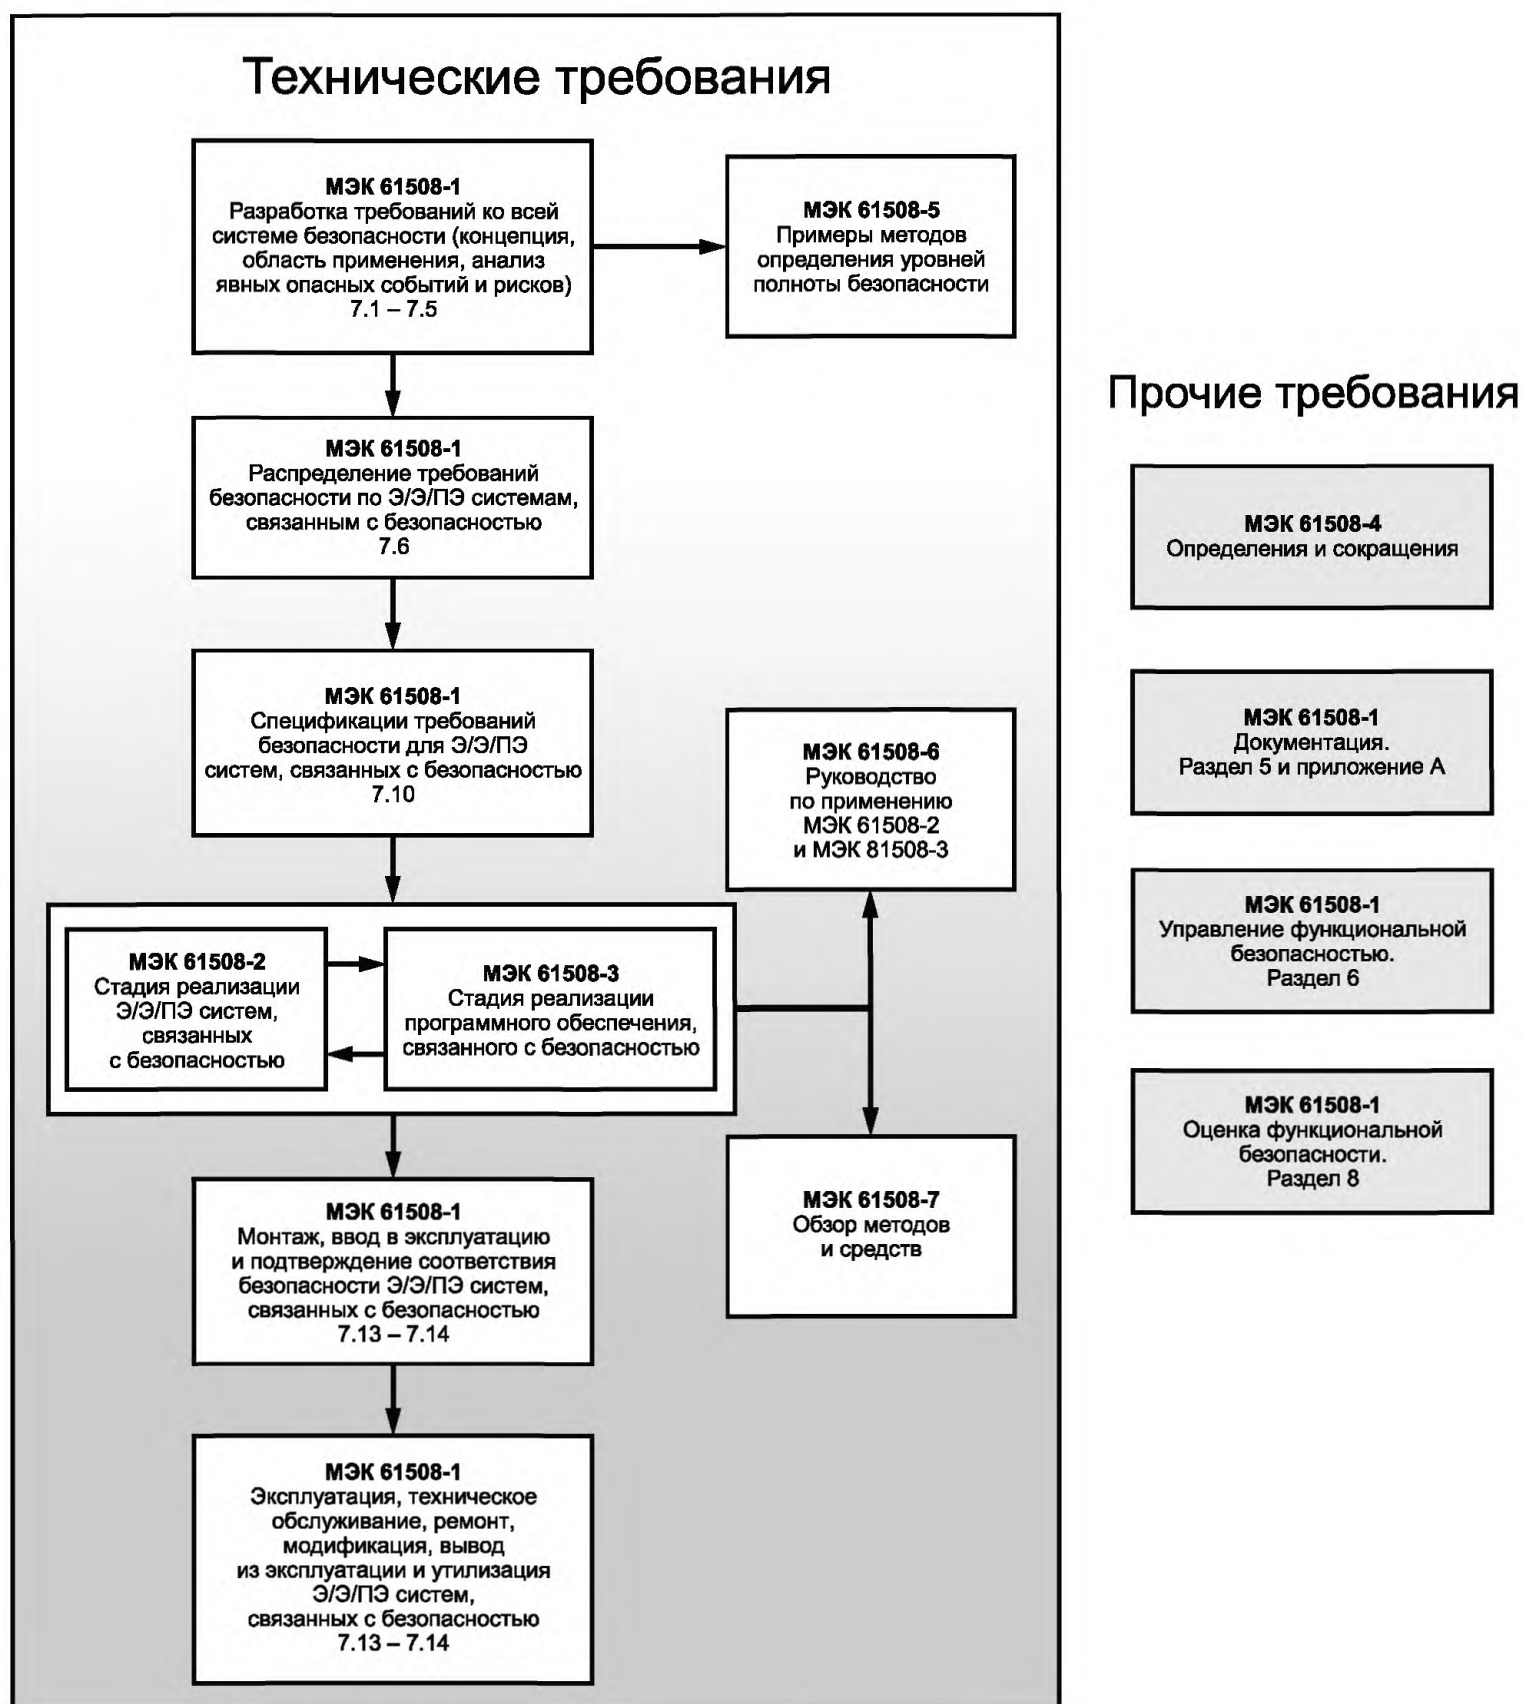 Технические требования
МЭК 61508-1
Разработка требований ко всей
системе безопасности (концепция,
область применения, анализ
явных опасных событий и рисков)
7.1 – 7.5
МЭК 61508-5
Примеры методов
определения уровней
полноты безопасности
МЭК 61508-1
Распределение требований
безопасности по Э/Э/ПЭ системам,
связанным с безопасностью
7.6
МЭК 61508-1
Спецификации требований
безопасности для Э/Э/ПЭ
систем, связанных с безопасностью
7.10
МЭК 61508-6
Руководство
по применению
МЭК 61508-2
и МЭК 81508-3
МЭК 61508-2
Стадия реализации
Э/Э/ПЭ систем,
связанных
с безопасностью
МЭК 61508-3
Стадия реализации
программного обеспечения,
связанного с безопасностью
МЭК 61508-1
Монтаж, ввод в эксплуатацию
и подтверждение соответствия
безопасности Э/Э/ПЭ систем,
связанных с безопасностью
7.13 – 7.14
МЭК 61508-7
Обзор методов
и средств
МЭК 61508-1
Эксплуатация, техническое
обслуживание, ремонт,
модификация, вывод
из эксплуатации и утилизация
Э/Э/ПЭ систем,
связанных с безопасностью
7.13 – 7.14
Прочие требования
МЭК 61508-4
Определения и сокращения
МЭК 61508-1
Документация.
Раздел 5 и приложение А
МЭК 61508-1
Управление функциональной
безопасностью.
Раздел 6
МЭК 61508-1
Оценка функциональной
безопасности.
Раздел 8